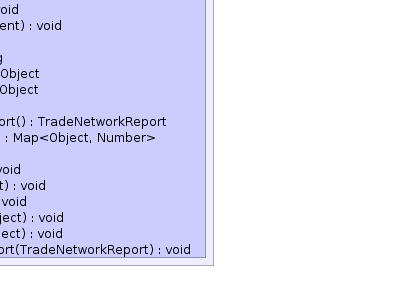 void
ent) : void
g
Object
Object
ort() : TradeNetworkReport
: Map<Object, Number>
void
t) : void
void
ject) : void
ect) : void
ort(TradeNetworkReport) : void